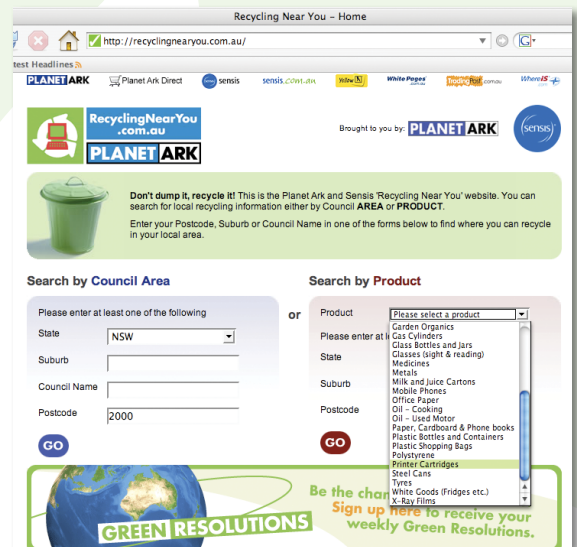 Recycling Near You – Home
http://recyclingnearyou.com.au/
test Headlines
PLANET ARK Planet Ark Direct sensis sensis.com.au Yellow White Pages TradingPost.com.au WhereiS
RecyclingNearYou
.com.au
PLANET ARK
Brought to you by: PLANET ARK sensis
Don't dump it, recycle it! This is the Planet Ark and Sensis 'Recycling Near You' website. You can
search for local recycling information either by Council AREA or PRODUCT.
Enter your Postcode, Suburb or Council Name in one of the forms below to find where you can recycle
in your local area.
Search by Council Area
Please enter at least one of the following
State NSW
Suburb
Council Name
Postcode 2000
GO
or
Search by Product
Product Please select a product
Please enter at l
State
Suburb
Postcode
GO
Garden Organics
Gas Cylinders
Glass Bottles and Jars
Glasses (sight & reading)
Medicines
Metals
Milk and Juice Cartons
Mobile Phones
Office Paper
Oil – Cooking
Oil – Used Motor
Paper, Cardboard & Phone books
Plastic Bottles and Containers
Plastic Shopping Bags
Polystyrene
Printer Cartridges
Steel Cans
Tyres
White Goods (Fridges etc.)
X-Ray Films
GREEN RESOLUTIONS
Be the chan
Sign up here to receive your
weekly Green Resolutions.